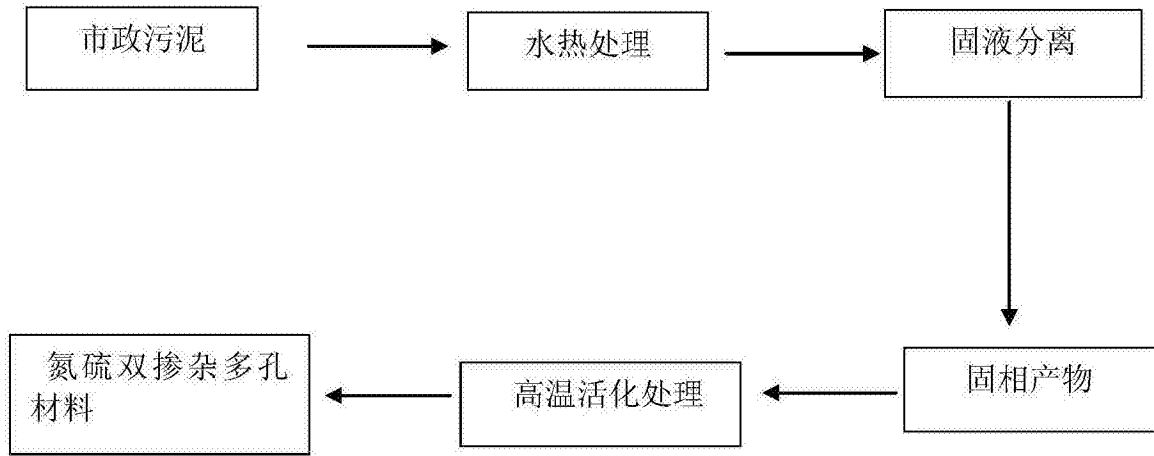 市政污泥
水热处理
固液分离
固相产物
高温活化处理
氮硫双掺杂多孔
材料